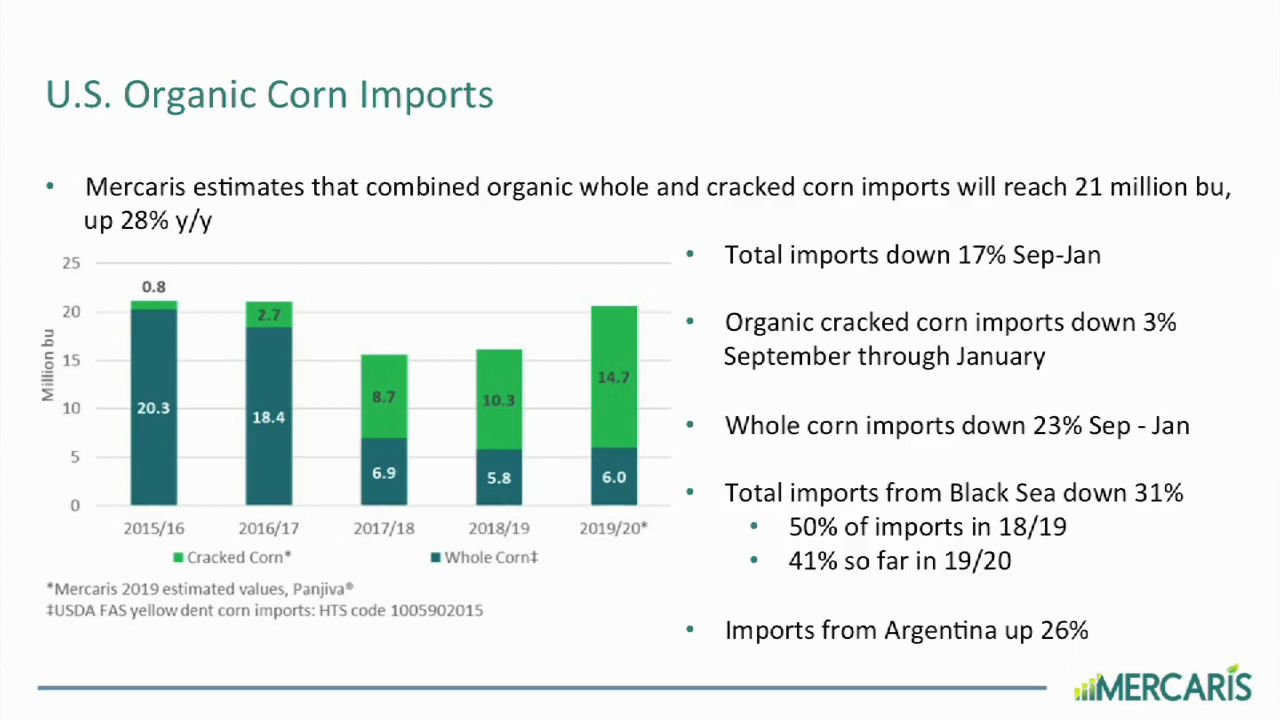 U.S. Organic Corn Imports
• Mercaris estimates that combined organic whole and cracked corn imports will reach 21 million bu,
up 28% y/y
25
20
15
10
5
0
Million bu
0.8
20.3
2.7
18.4
8.7
6.9
10.3
5.8
14.7
6.0
2015/16
2016/17
2017/18
2018/19
2019/20*
Cracked Corn*
Whole Corn‡
*Mercaris 2019 estimated values, Panjiva®
‡USDA FAS yellow dent corn imports: HTS code 1005902015
• Total imports down 17% Sep-Jan
• Organic cracked corn imports down 3%
September through January
• Whole corn imports down 23% Sep - Jan
• Total imports from Black Sea down 31%
• 50% of imports in 18/19
• 41% so far in 19/20
• Imports from Argentina up 26%
MERCARIS